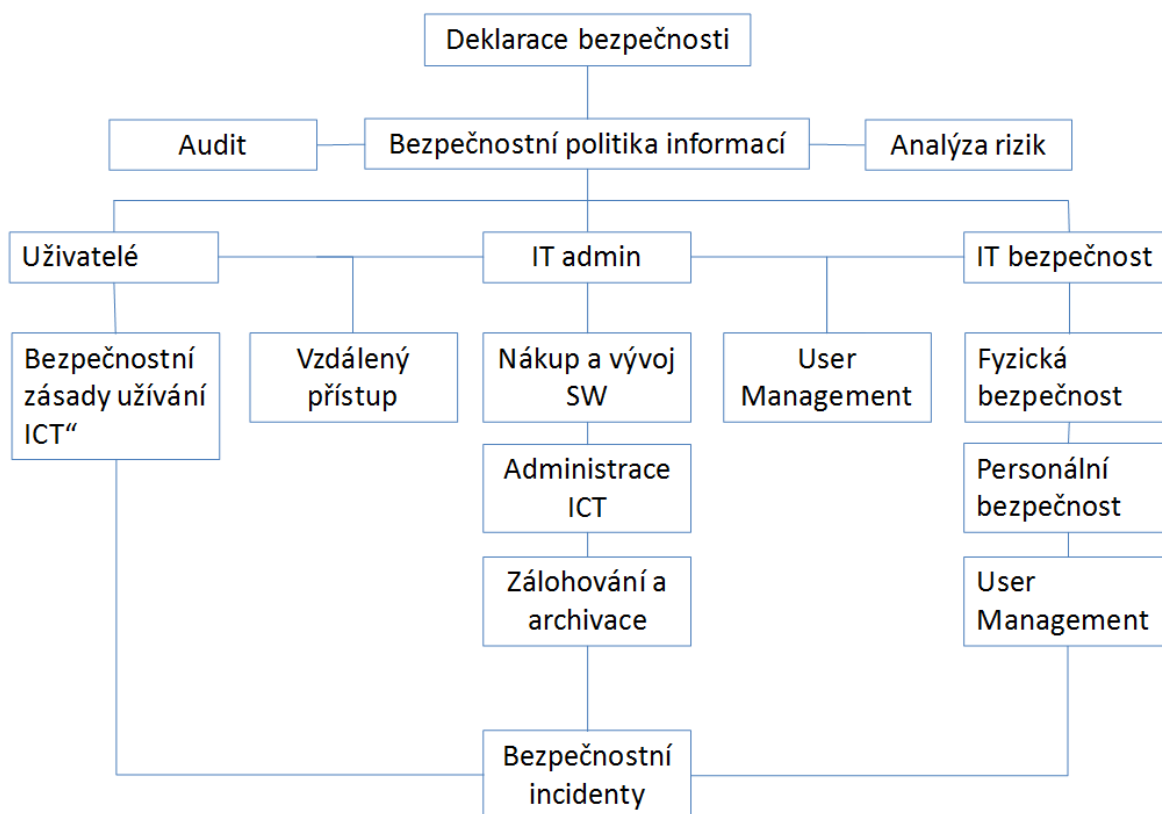 Deklarace bezpečnosti
Audit
Bezpečnostní politika informací
Analýza rizik
Uživatelé
IT admin
IT bezpečnost
Bezpečnostní
zásady užívání
ICT“
Vzdálený
přístup
Nákup a vývoj
SW
User
Management
Fyzická
bezpečnost
Administrace
ICT
Personální
bezpečnost
Zálohování a
archivace
User
Management
Bezpečnostní
incidenty